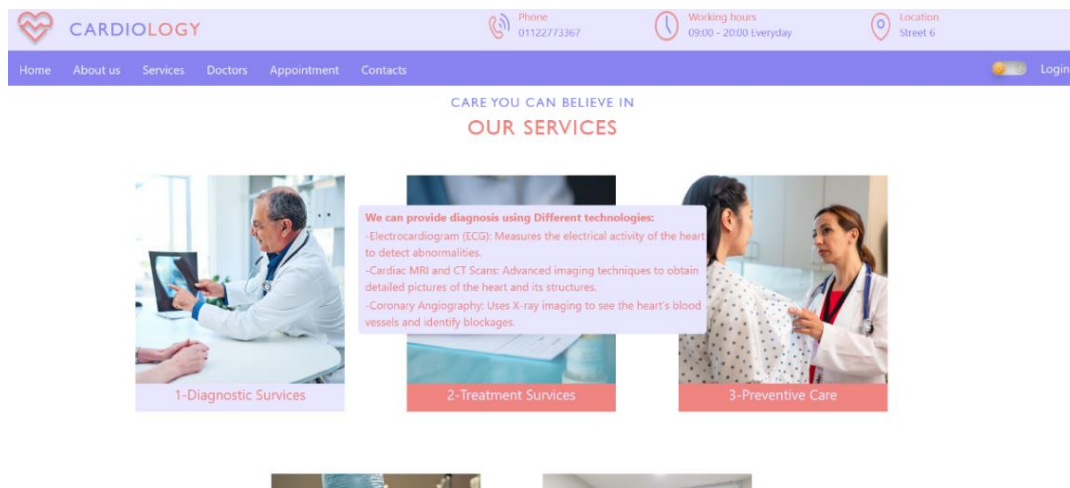 CARDIOLOGY
Phone
01122773367
Working hours
09:00 - 20:00 Everyday
Location
Street 6
Home About us Services Doctors Appointment Contacts Login
CARE YOU CAN BELIEVE IN
OUR SERVICES
We can provide diagnosis using Different technologies:
-Electrocardiogram (ECG): Measures the electrical activity of the heart
to detect abnormalities.
-Cardiac MRI and CT Scans: Advanced imaging techniques to obtain
detailed pictures of the heart and its structures.
-Coronary Angiography: Uses X-ray imaging to see the heart's blood
vessels and identify blockages.
1-Diagnostic Survices
2-Treatment Survices
3-Preventive Care